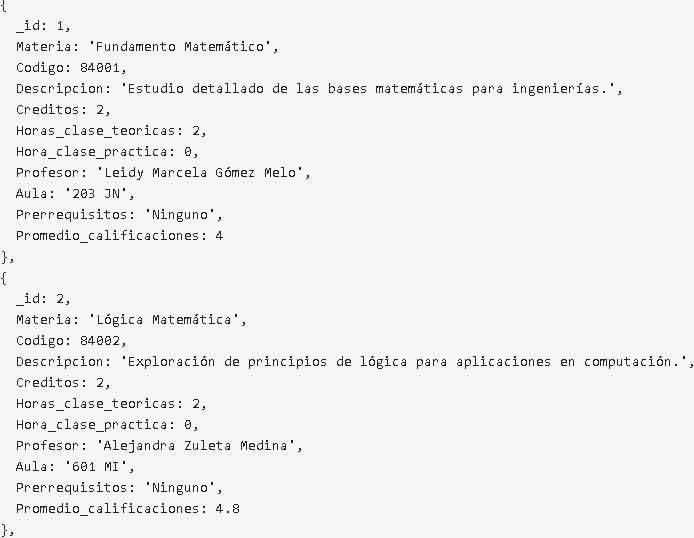 {
  _id: 1,
  Materia: 'Fundamento Matemático',
  Codigo: 84001,
  Descripcion: 'Estudio detallado de las bases matemáticas para ingenierías.',
  Creditos: 2,
  Horas_clase_teoricas: 2,
  Hora_clase_practica: 0,
  Profesor: 'Leidy Marcela Gómez Melo',
  Aula: '203 JN',
  Prerrequisitos: 'Ninguno',
  Promedio_calificaciones: 4
},
{
  _id: 2,
  Materia: 'Lógica Matemática',
  Codigo: 84002,
  Descripcion: 'Exploración de principios de lógica para aplicaciones en computación.',
  Creditos: 2,
  Horas_clase_teoricas: 2,
  Hora_clase_practica: 0,
  Profesor: 'Alejandra Zuleta Medina',
  Aula: '601 MI',
  Prerrequisitos: 'Ninguno',
  Promedio_calificaciones: 4.8
},